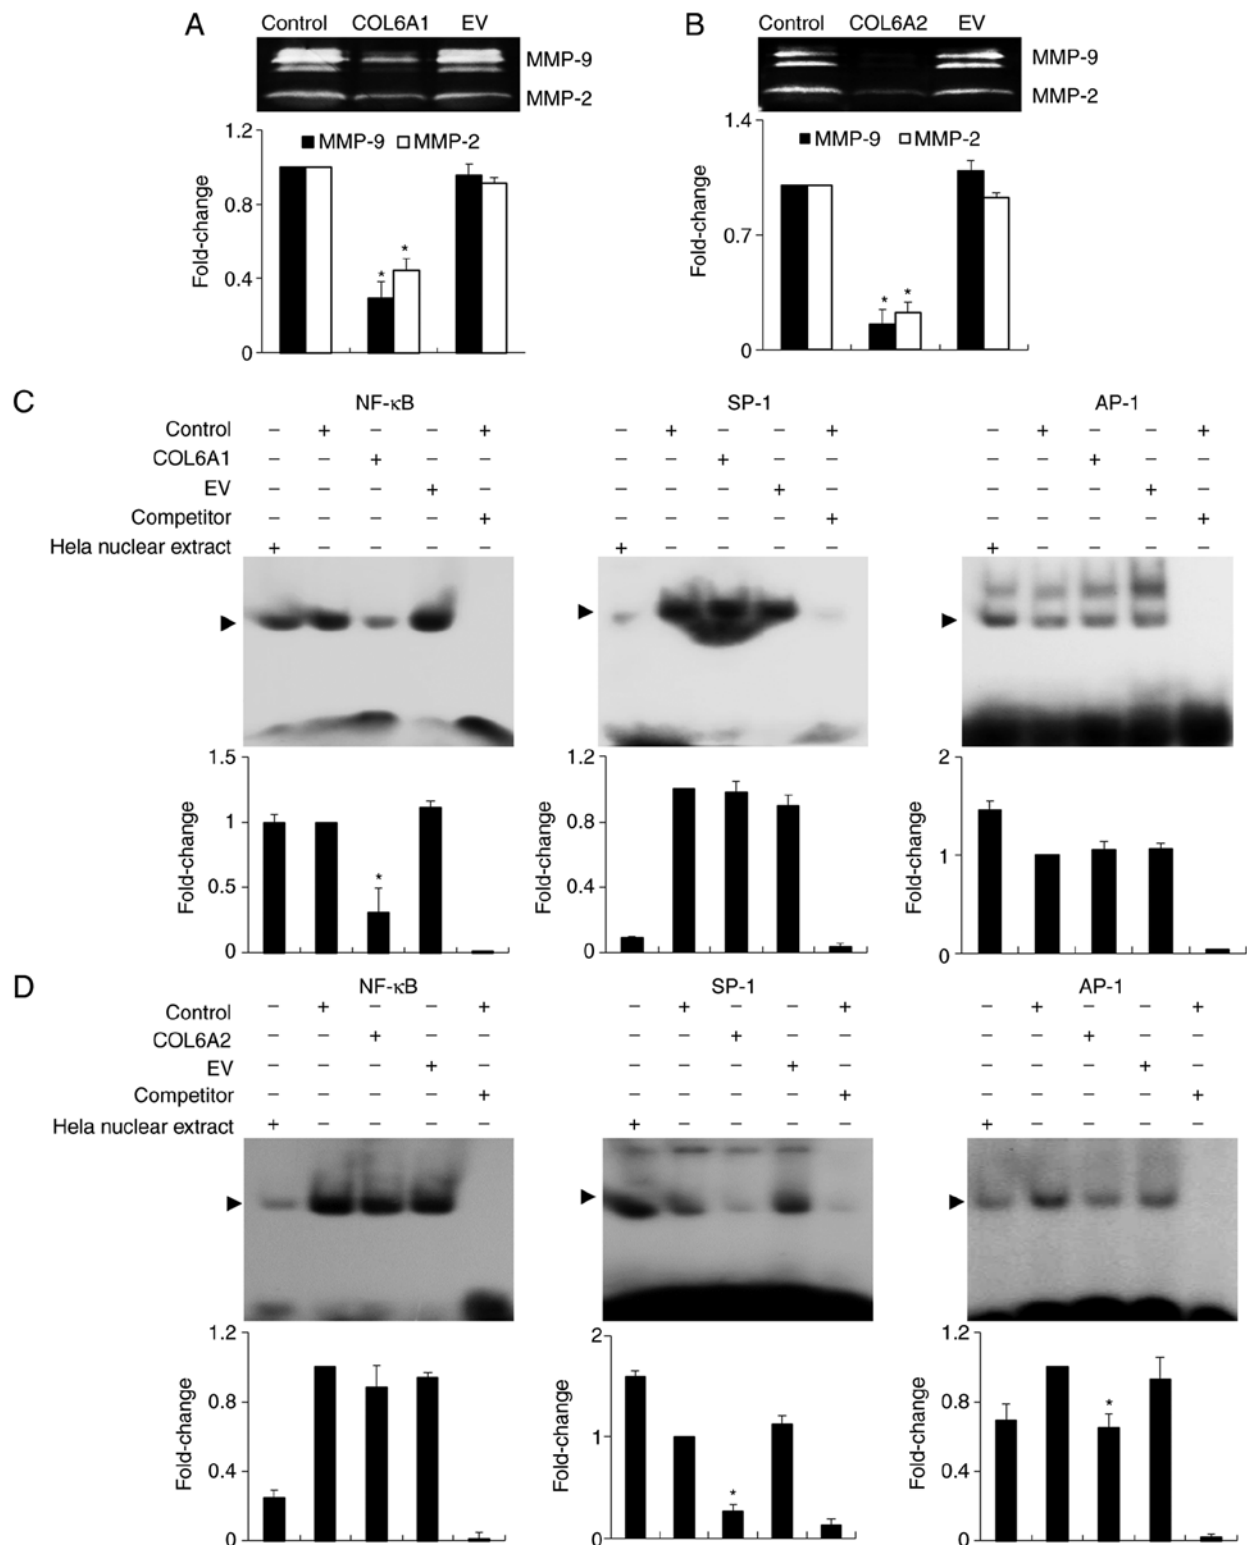 A
Control COL6A1 EV
MMP-9
MMP-2
1.2
0.8
0.4
0
Fold-change
MMP-9 MMP-2
* *
B
Control COL6A2 EV
MMP-9
MMP-2
1.4
0.7
0
Fold-change
MMP-9 MMP-2
* *
C
NF-κB SP-1 AP-1
Control – + – – + – + – – + – + – – +
COL6A1 – – + – – – – + – – – – + – –
EV – – – + – – – – + – – – – + –
Competitor – – – – + – – – – + – – – – +
Hela nuclear extract + – – – – + – – – – + – – – –
1.5
1
0.5
0
Fold-change
*
1.2
0.8
0.4
0
Fold-change
2
1
0
Fold-change
D
NF-κB SP-1 AP-1
Control – + – – + – + – – + – + – – +
COL6A2 – – + – – – – + – – – – + – –
EV – – – + – – – – + – – – – + –
Competitor – – – – + – – – – + – – – – +
Hela nuclear extract + – – – – + – – – – + – – – –
1.2
0.8
0.4
0
Fold-change
2
1
0
Fold-change
*
1.2
0.8
0.4
0
Fold-change
*